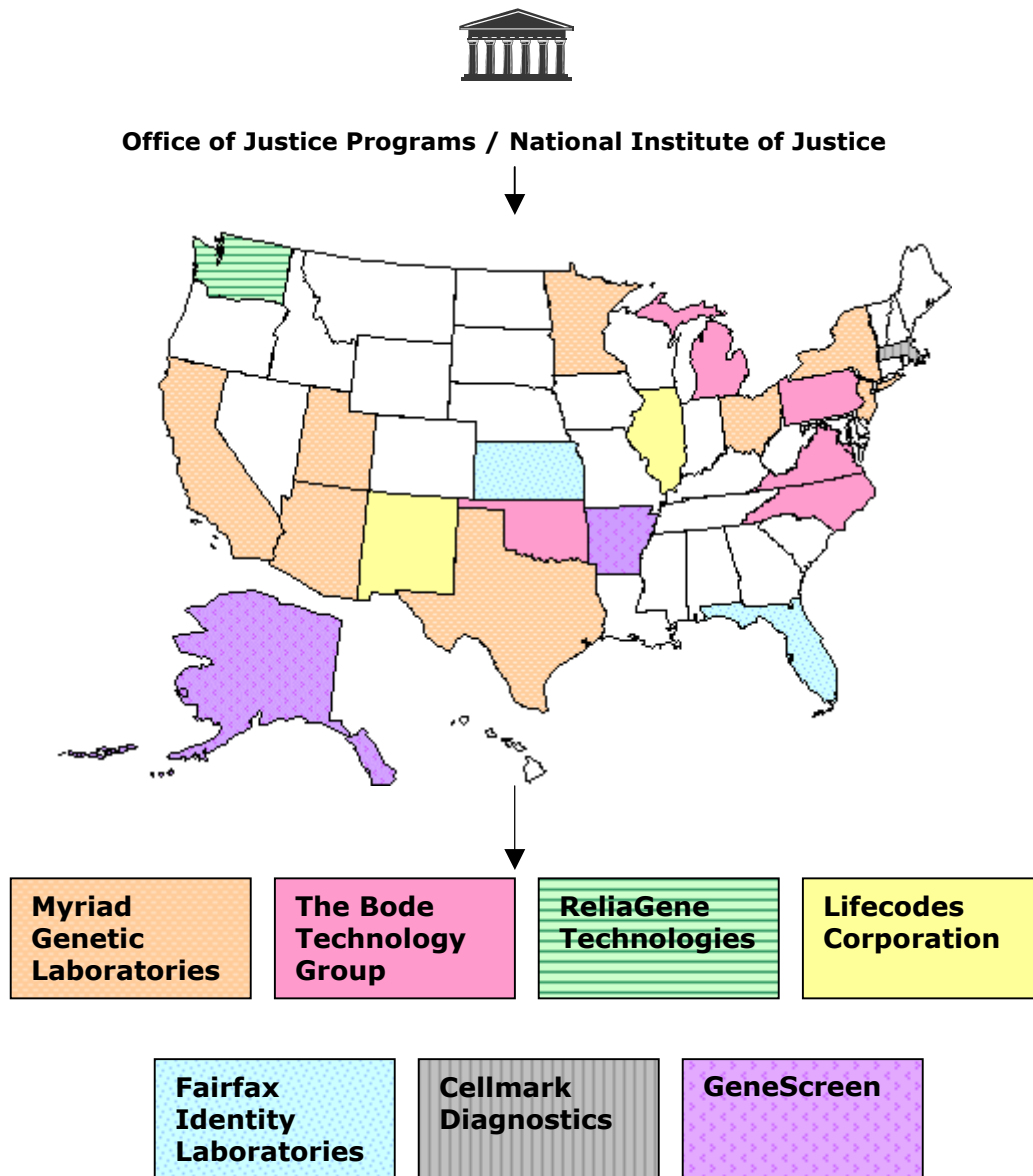 Office of Justice Programs / National Institute of Justice
Myriad
Genetic
Laboratories
The Bode
Technology
Group
ReliaGene
Technologies
Lifecodes
Corporation
Fairfax
Identity
Laboratories
Cellmark
Diagnostics
GeneScreen